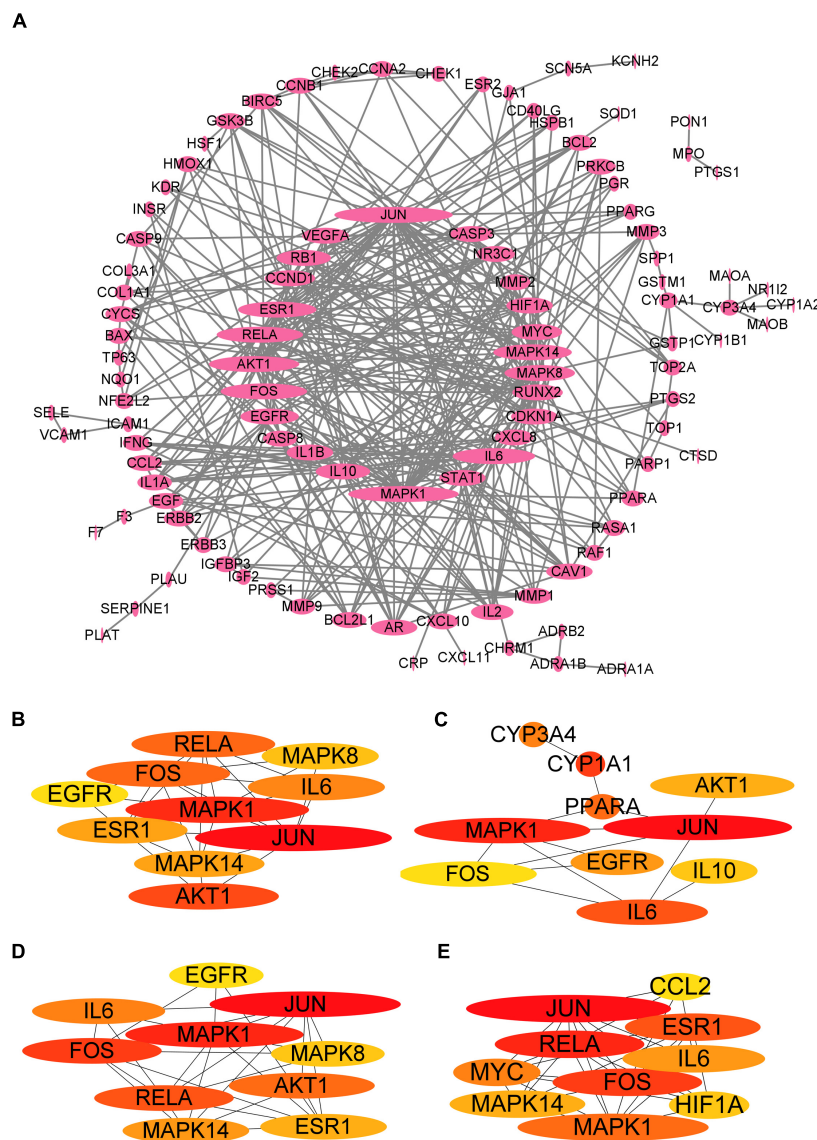 A
KCNH2
SCN5A
CHEK2
CCNA2
CHEK1
CCNB1
ESR2
GJA1
BIRC5
CD40LG
SOD1
GSK3B
HSPB1
PON1
HSF1
BCL2
MPO
HMOX1
PRKCB
PTGS1
KDR
PGR
INSR
JUN
PPARG
CASP9
VEGFA
CASP3
MMP3
RB1
NR3C1
SPP1
COL3A1
CCND1
MMP2
GSTM1
MAOA
COL1A1
CYP1A1
NR1I2
ESR1
HIF1A
CYP3A4
CYP1A2
CYCS
MAOB
BAX
RELA
MYC
CYP1B1
TP63
MAPK14
GSTP1
AKT1
TOP2A
NQO1
MAPK8
NFE2L2
FOS
RUNX2
PTGS2
SELE
EGFR
CDKN1A
ICAM1
VCAM1
TOP1
IFNG
CASP8
CXCL8
CTSD
IL1B
IL6
CCL2
IL10
PARP1
IL1A
STAT1
EGF
MAPK1
PPARA
F3
ERBB2
F7
RASA1
ERBB3
RAF1
IGFBP3
CAV1
PLAU
IGF2
PRSS1
MMP1
SERPINE1
MMP9
IL2
PLAT
BCL2L1
AR
CXCL10
ADRB2
CHRM1
CRP
CXCL11
ADRA1B
ADRA1A
B
RELA
MAPK8
FOS
IL6
EGFR
MAPK1
ESR1
JUN
MAPK14
AKT1
C
CYP3A4
CYP1A1
AKT1
PPARA
MAPK1
JUN
EGFR
FOS
IL10
IL6
D
EGFR
IL6
JUN
MAPK1
FOS
MAPK8
AKT1
RELA
MAPK14
ESR1
E
CCL2
JUN
ESR1
RELA
IL6
MYC
FOS
MAPK14
HIF1A
MAPK1